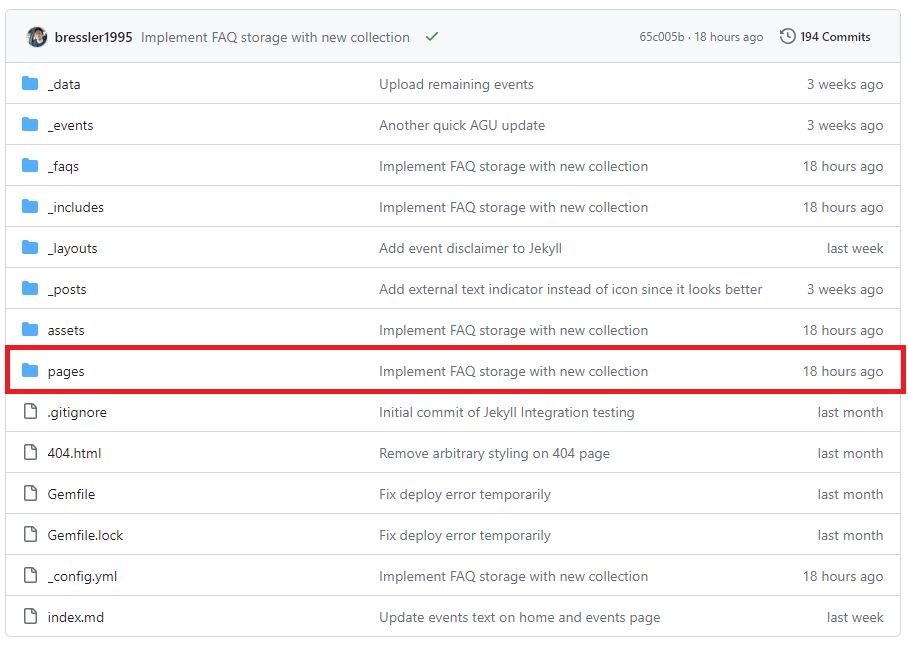 bressler1995 Implement FAQ storage with new collection 65c005b · 18 hours ago 194 Commits
_data Upload remaining events 3 weeks ago
_events Another quick AGU update 3 weeks ago
_faqs Implement FAQ storage with new collection 18 hours ago
_includes Implement FAQ storage with new collection 18 hours ago
_layouts Add event disclaimer to Jekyll last week
_posts Add external text indicator instead of icon since it looks better 3 weeks ago
assets Implement FAQ storage with new collection 18 hours ago
pages Implement FAQ storage with new collection 18 hours ago
.gitignore Initial commit of Jekyll Integration testing last month
404.html Remove arbitrary styling on 404 page last month
Gemfile Fix deploy error temporarily last month
Gemfile.lock Fix deploy error temporarily last month
_config.yml Implement FAQ storage with new collection 18 hours ago
index.md Update events text on home and events page last week